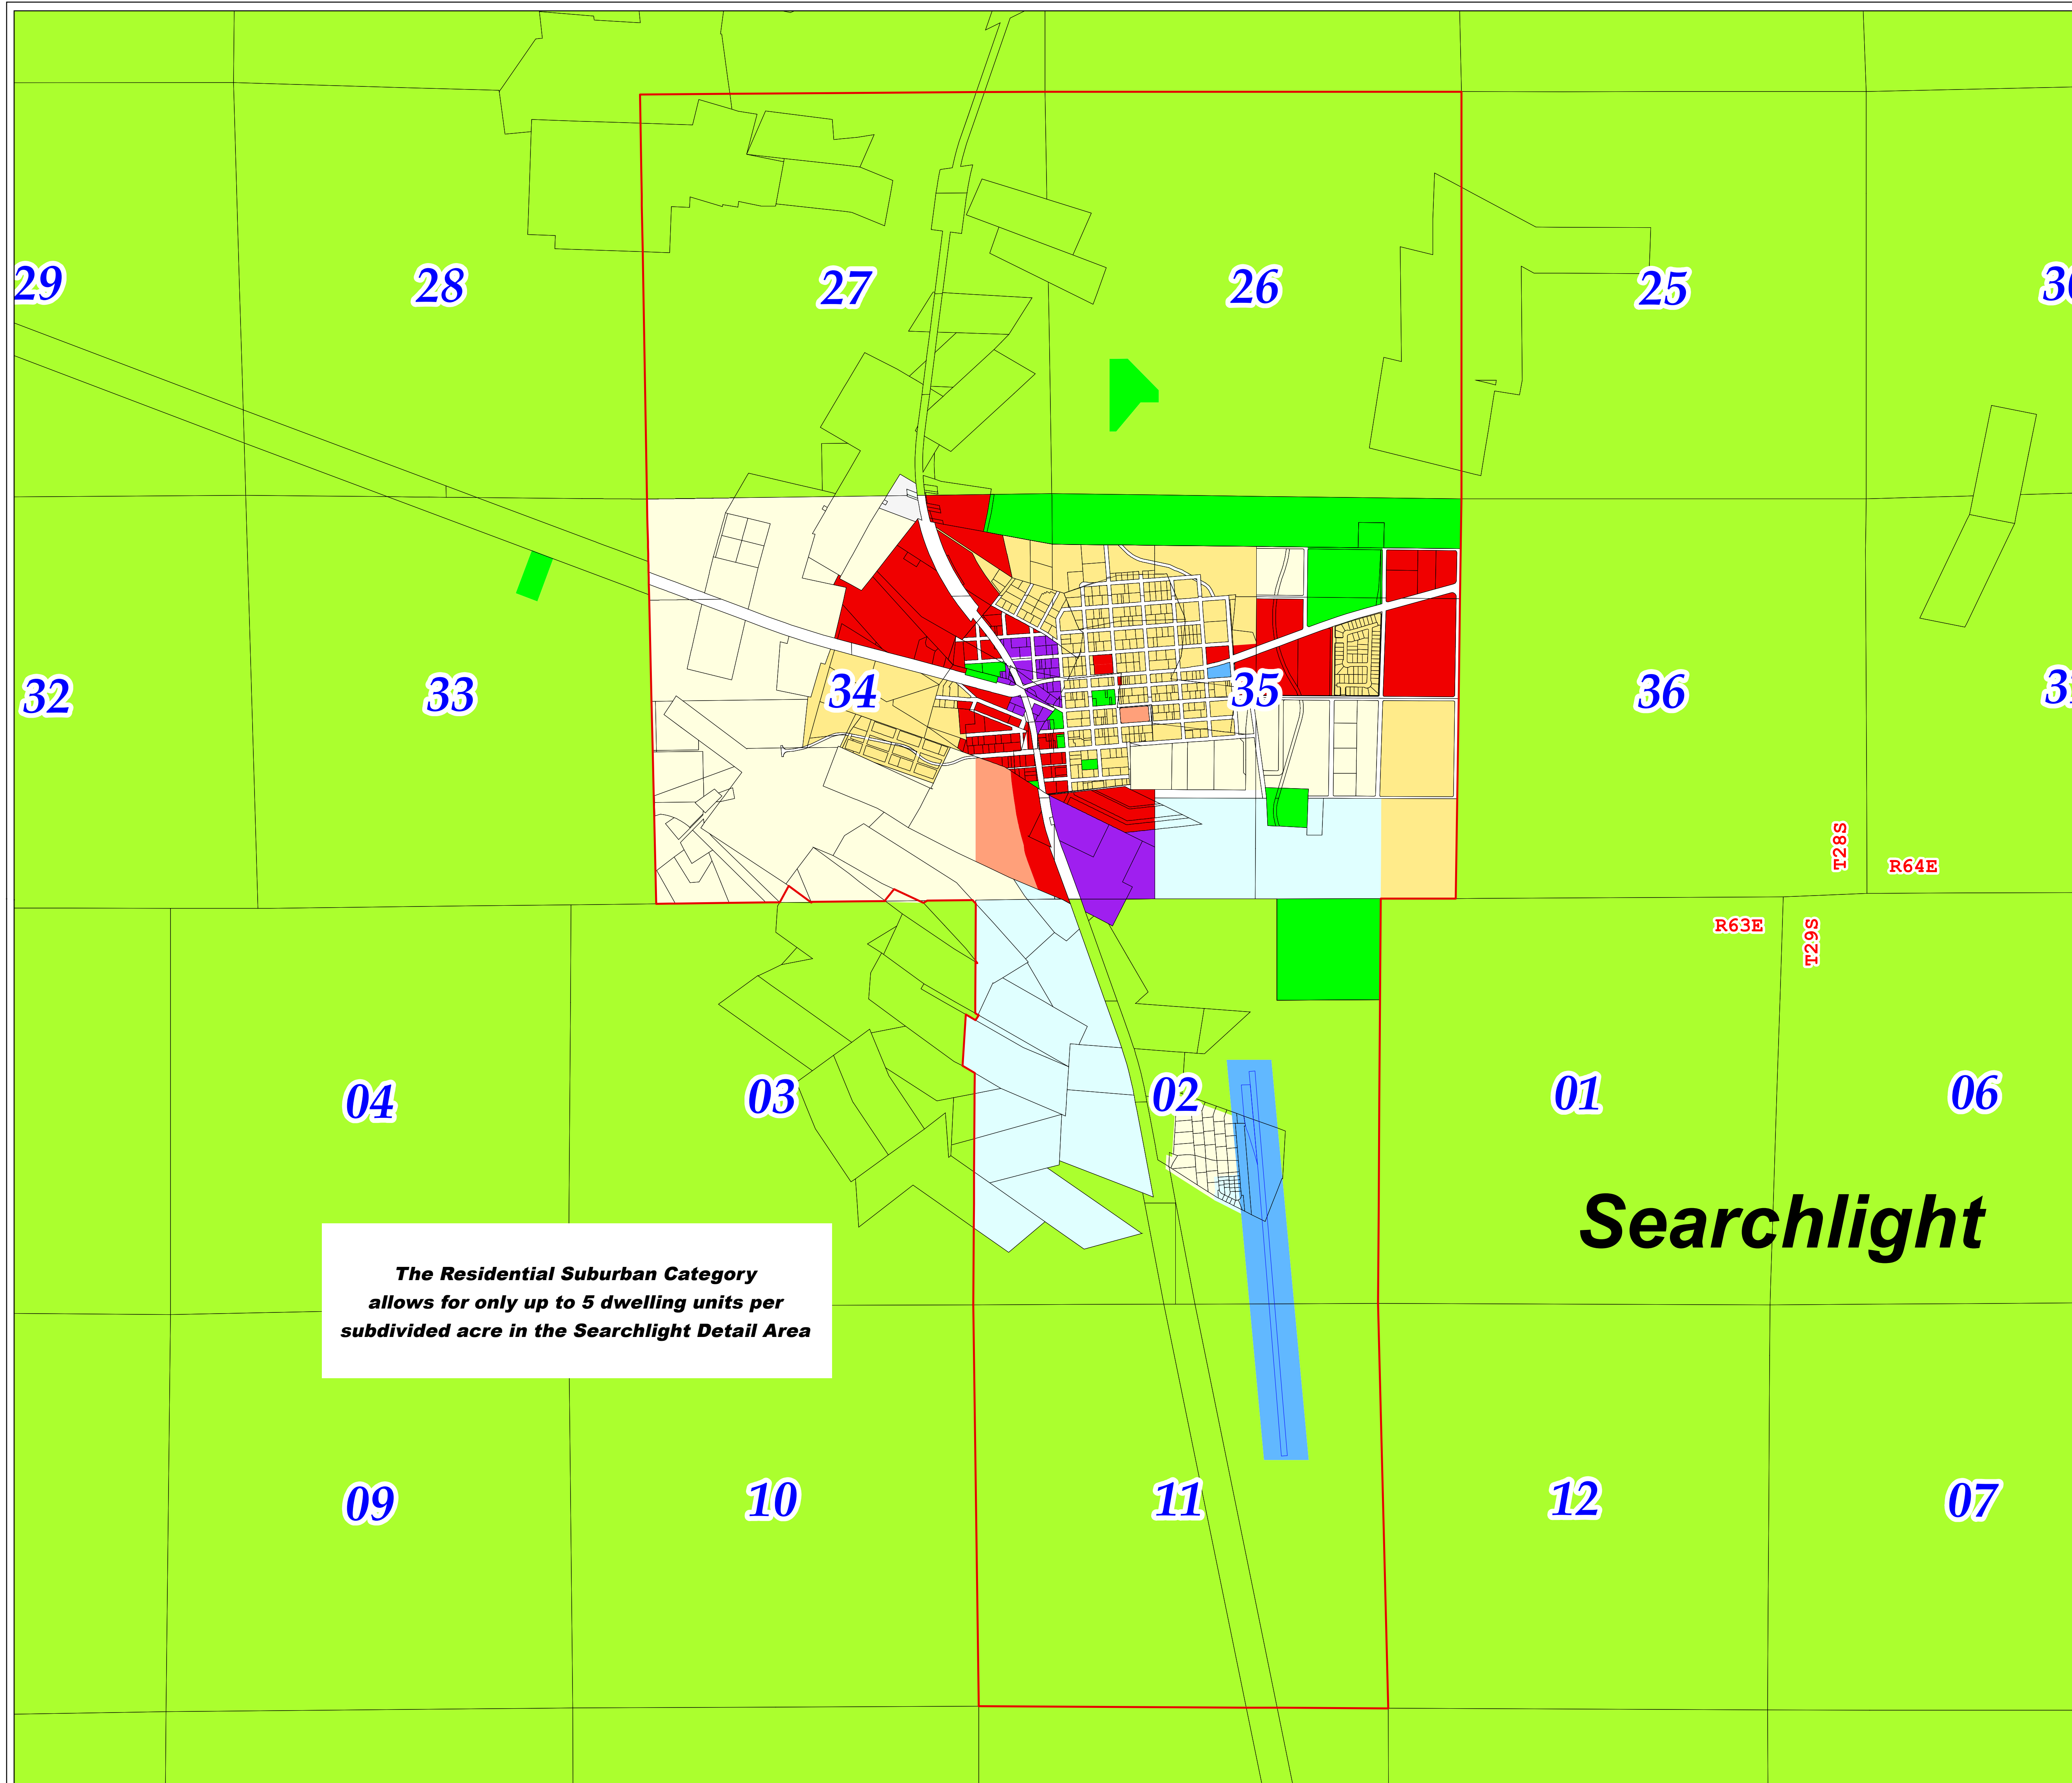 29
28
27
26
25
32
33
34
35
36
T28S
R64E
R63E
T29S
04
03
02
01
06
Searchlight
The Residential Suburban Category
allows for only up to 5 dwelling units per
subdivided acre in the Searchlight Detail Area
09
10
11
12
07